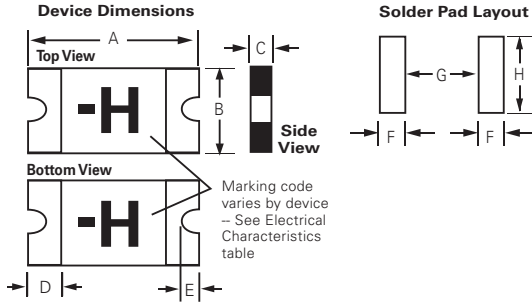 Device Dimensions
Solder Pad Layout
A
Top View
C
-H
B
Side
View
G
H
F
F
Bottom View
-H
Marking code
varies by device
-- See Electrical
Characteristics
table
D
E